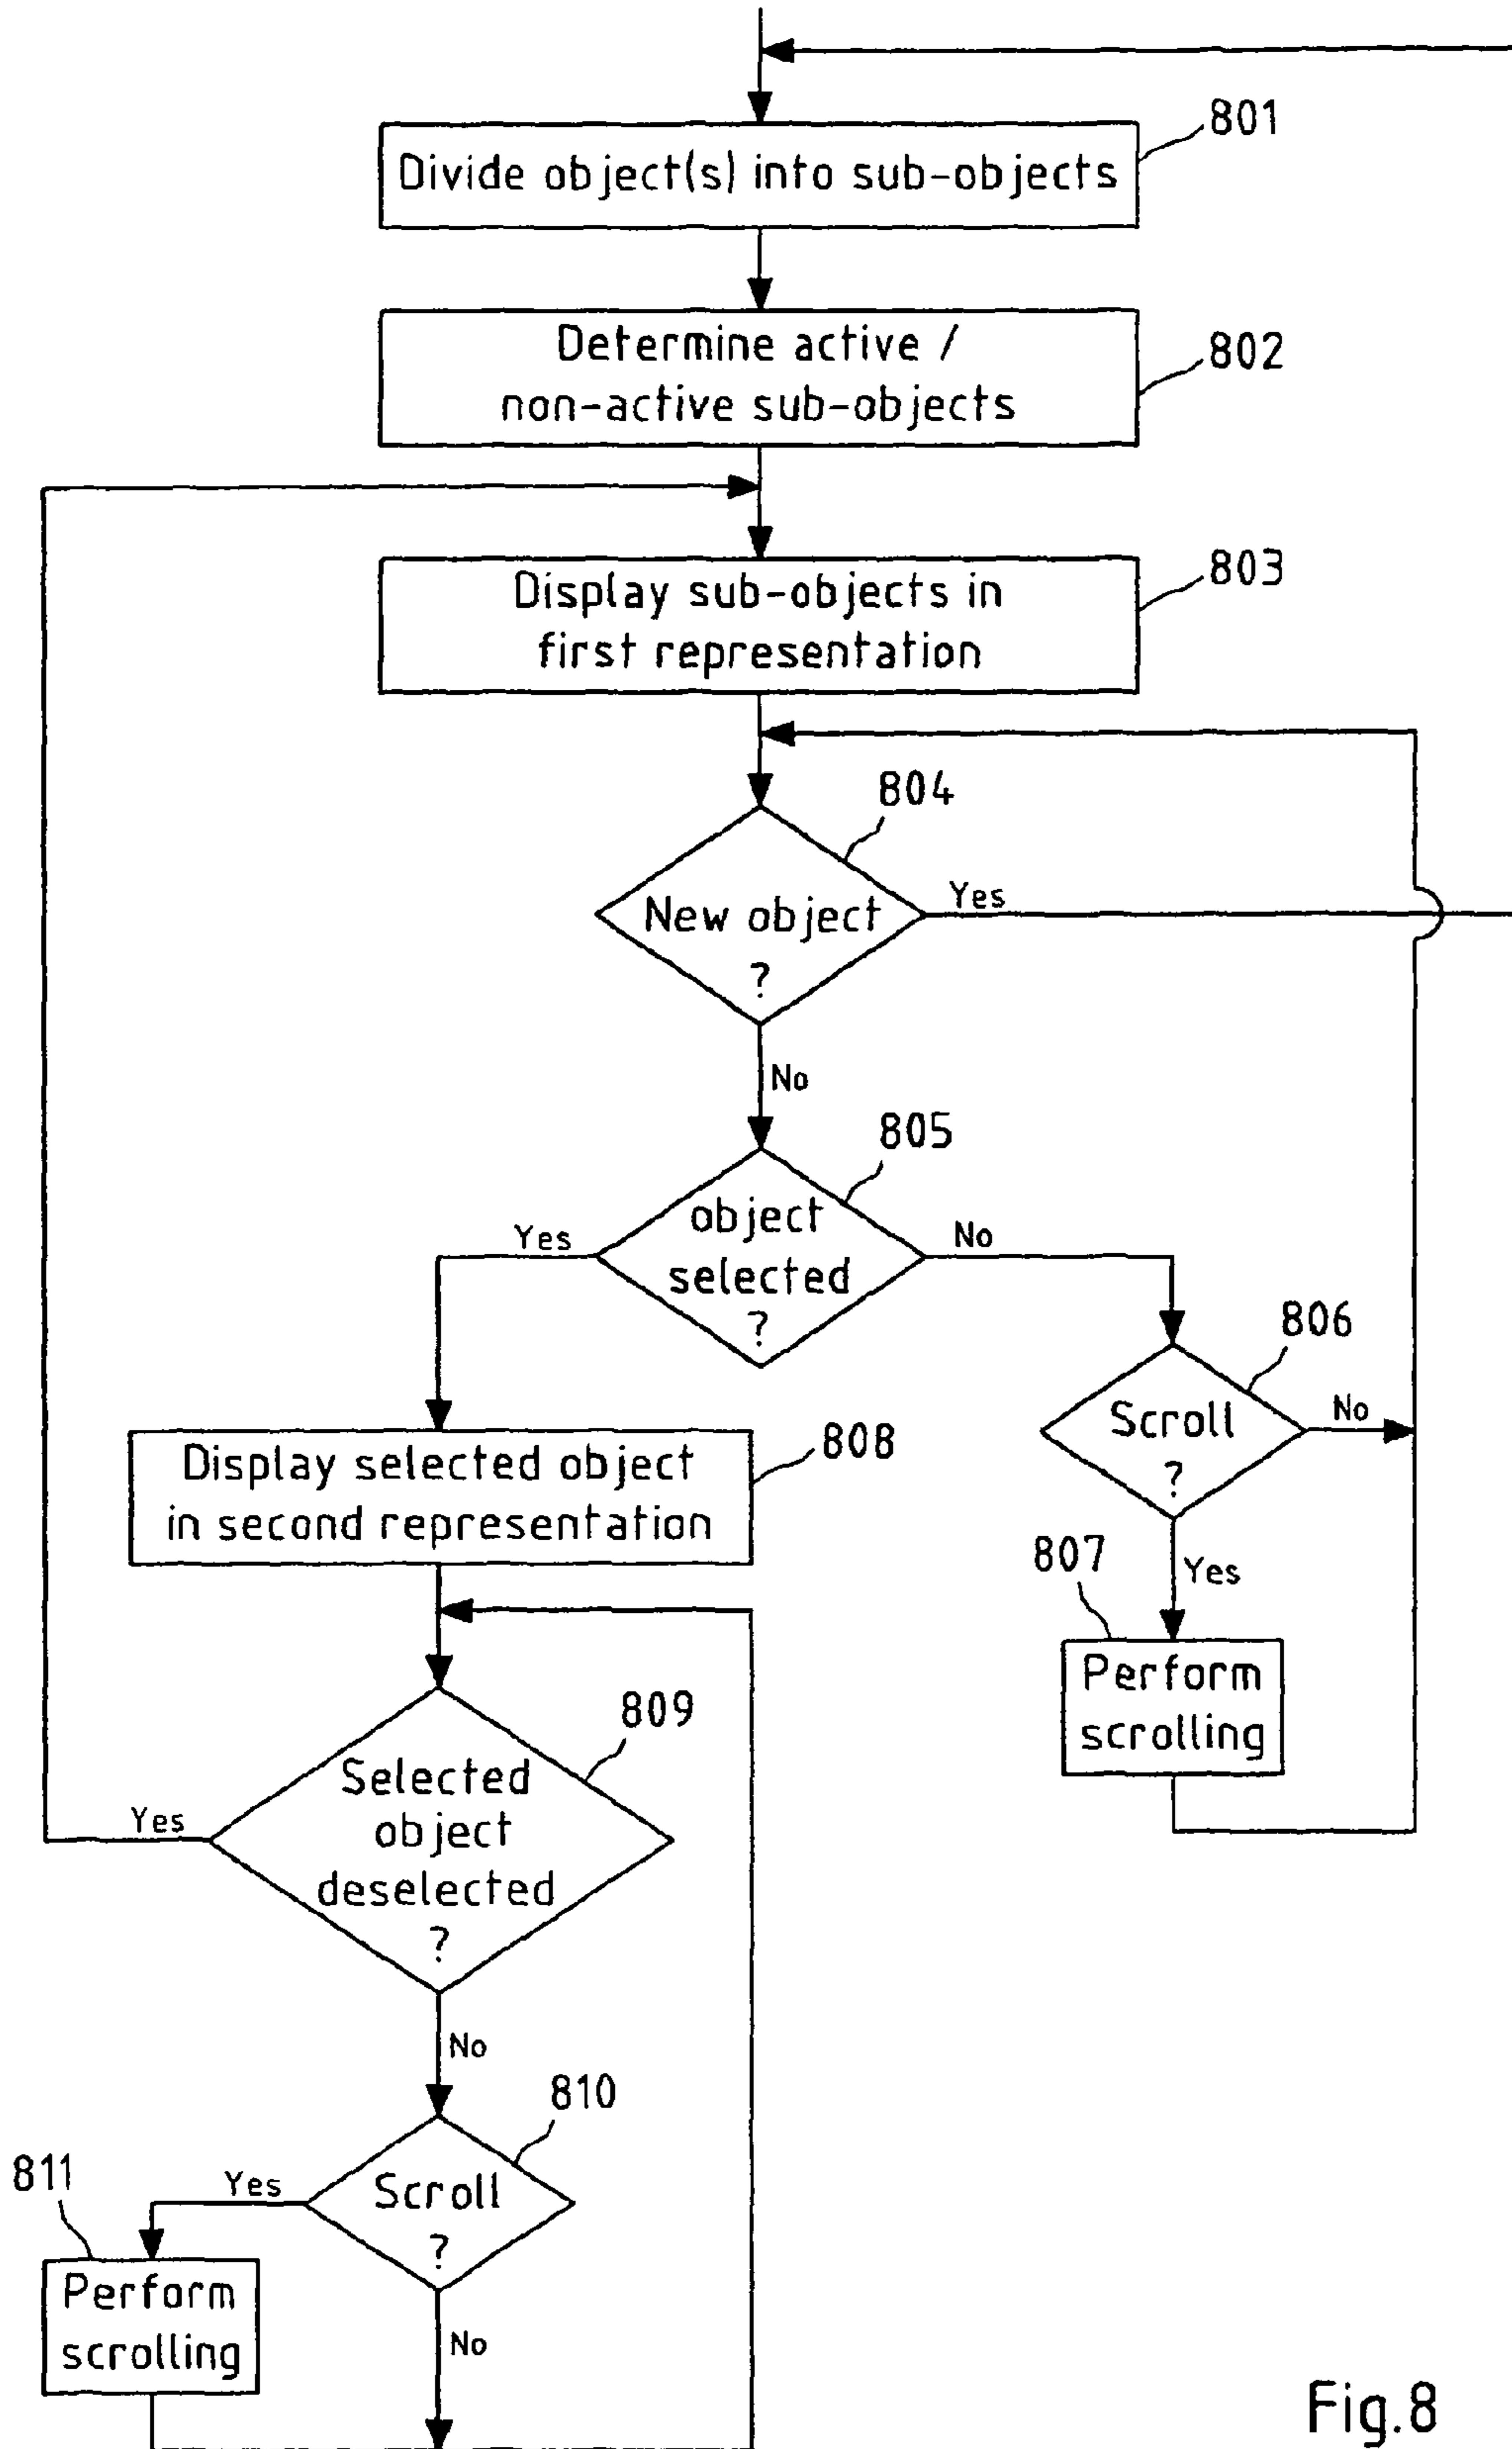 801
Divide object(s) into sub-objects
802
Determine active /
non-active sub-objects
803
Display sub-objects in
first representation
804
New object
?
Yes
No
805
object
selected
?
Yes
No
806
Scroll
?
No
Yes
807
Perform
scrolling
808
Display selected object
in second representation
809
Selected
object
deselected
?
Yes
No
810
Scroll
?
Yes
No
811
Perform
scrolling
Fig.8